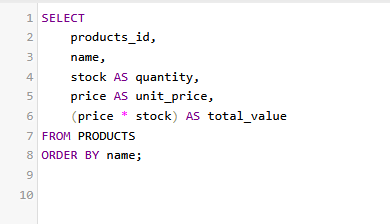 1 SELECT
2     products_id,
3     name,
4     stock AS quantity,
5     price AS unit_price,
6     (price * stock) AS total_value
7 FROM PRODUCTS
8 ORDER BY name;
9
10